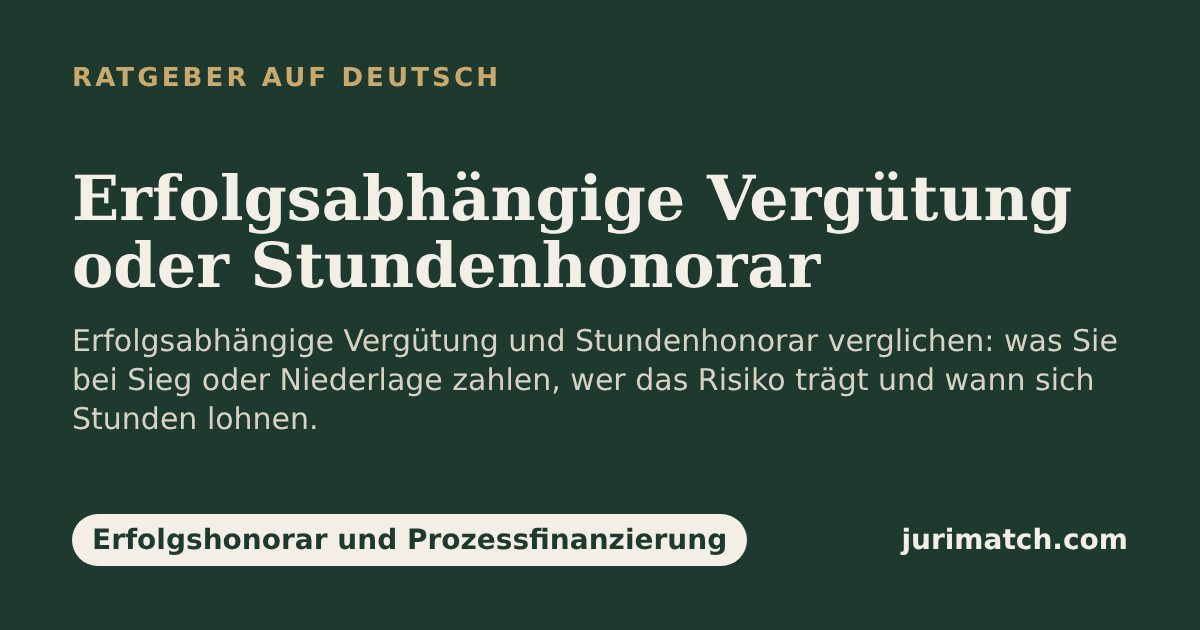 RATGEBER AUF DEUTSCH
Erfolgsabhängige Vergütung
oder Stundenhonorar
Erfolgsabhängige Vergütung und Stundenhonorar verglichen: was Sie
bei Sieg oder Niederlage zahlen, wer das Risiko trägt und wann sich
Stunden lohnen.
Erfolgshonorar und Prozessfinanzierung
jurimatch.com